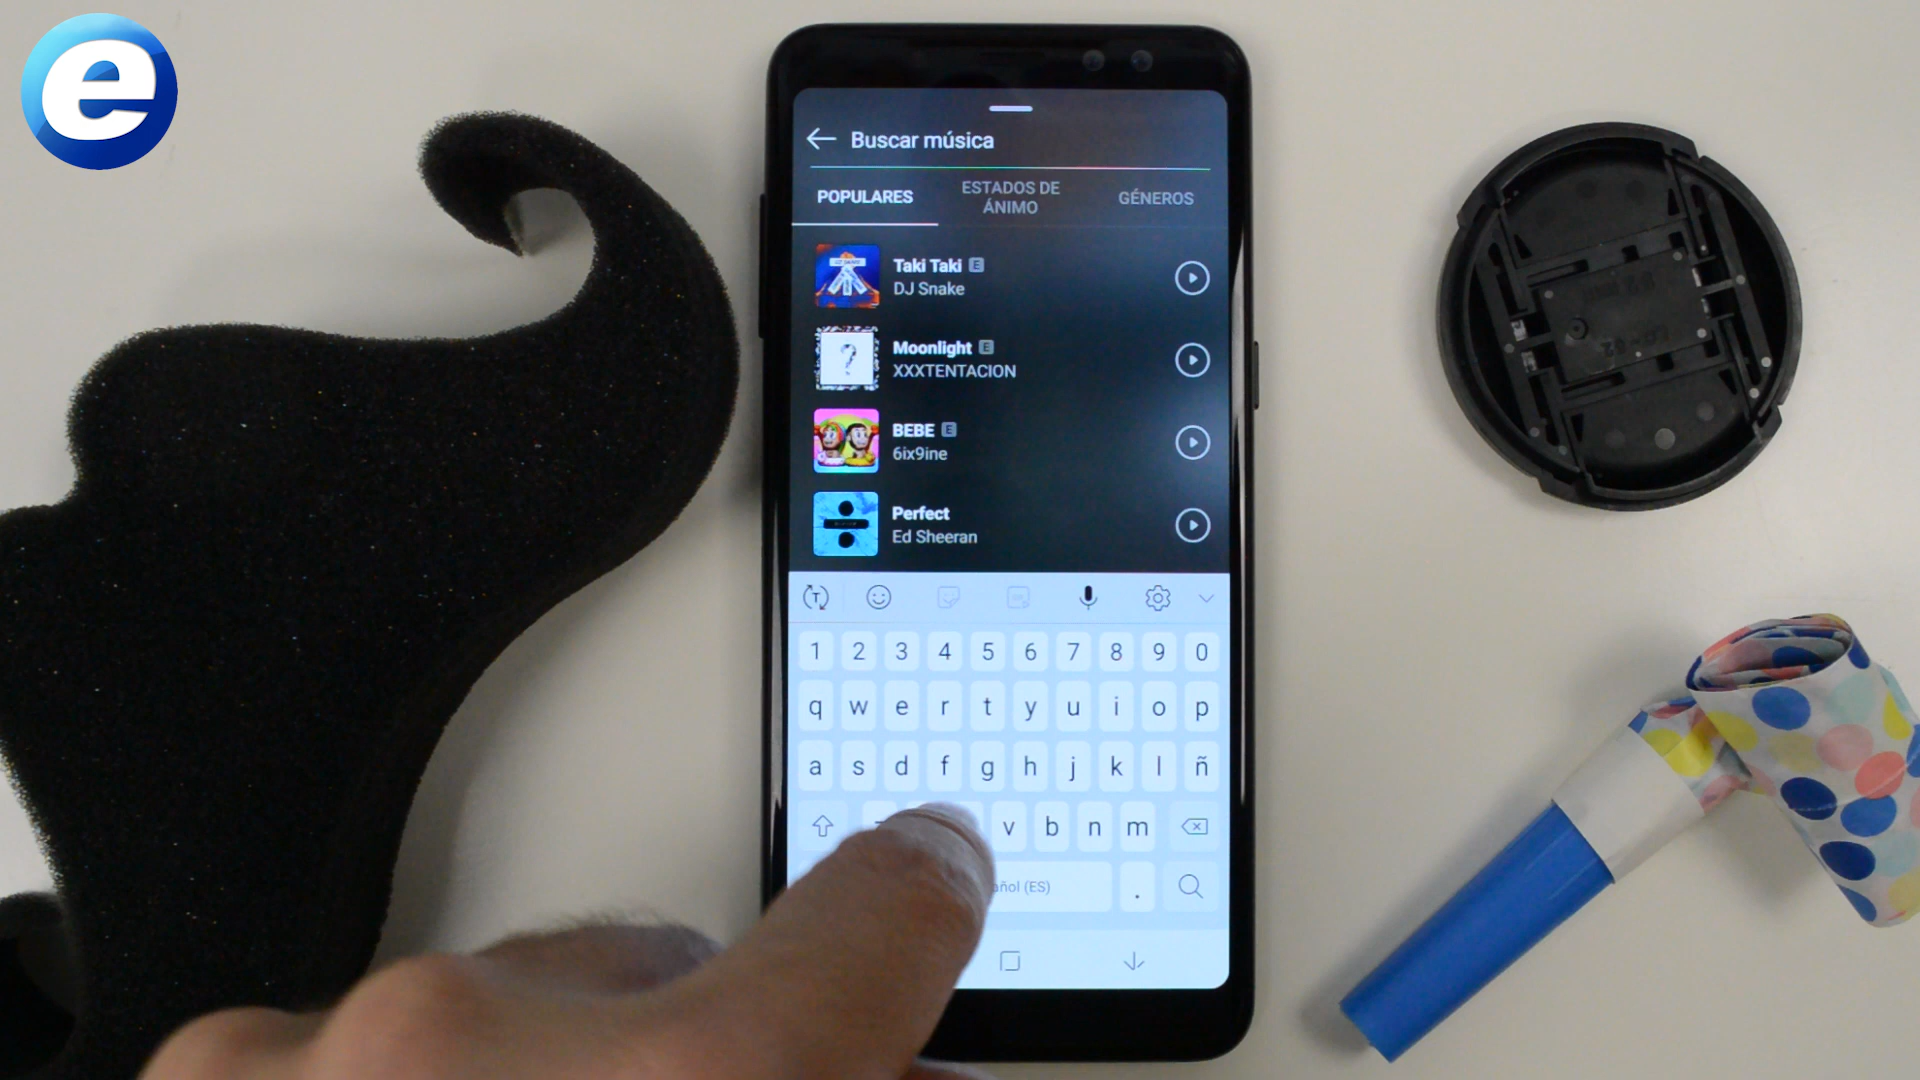 e
Buscar música
POPULARES
ESTADOS DE
ÁNIMO
GÉNEROS
Taki Taki E
DJ Snake
Moonlight E
XXXTENTACION
?
BEBE E
6ix9ine
Perfect
Ed Sheeran
T
1 2 3 4 5 6 7 8 9 0
q w e r t y u i o p
a s d f g h j k l ñ
v b n m
añol (ES) .